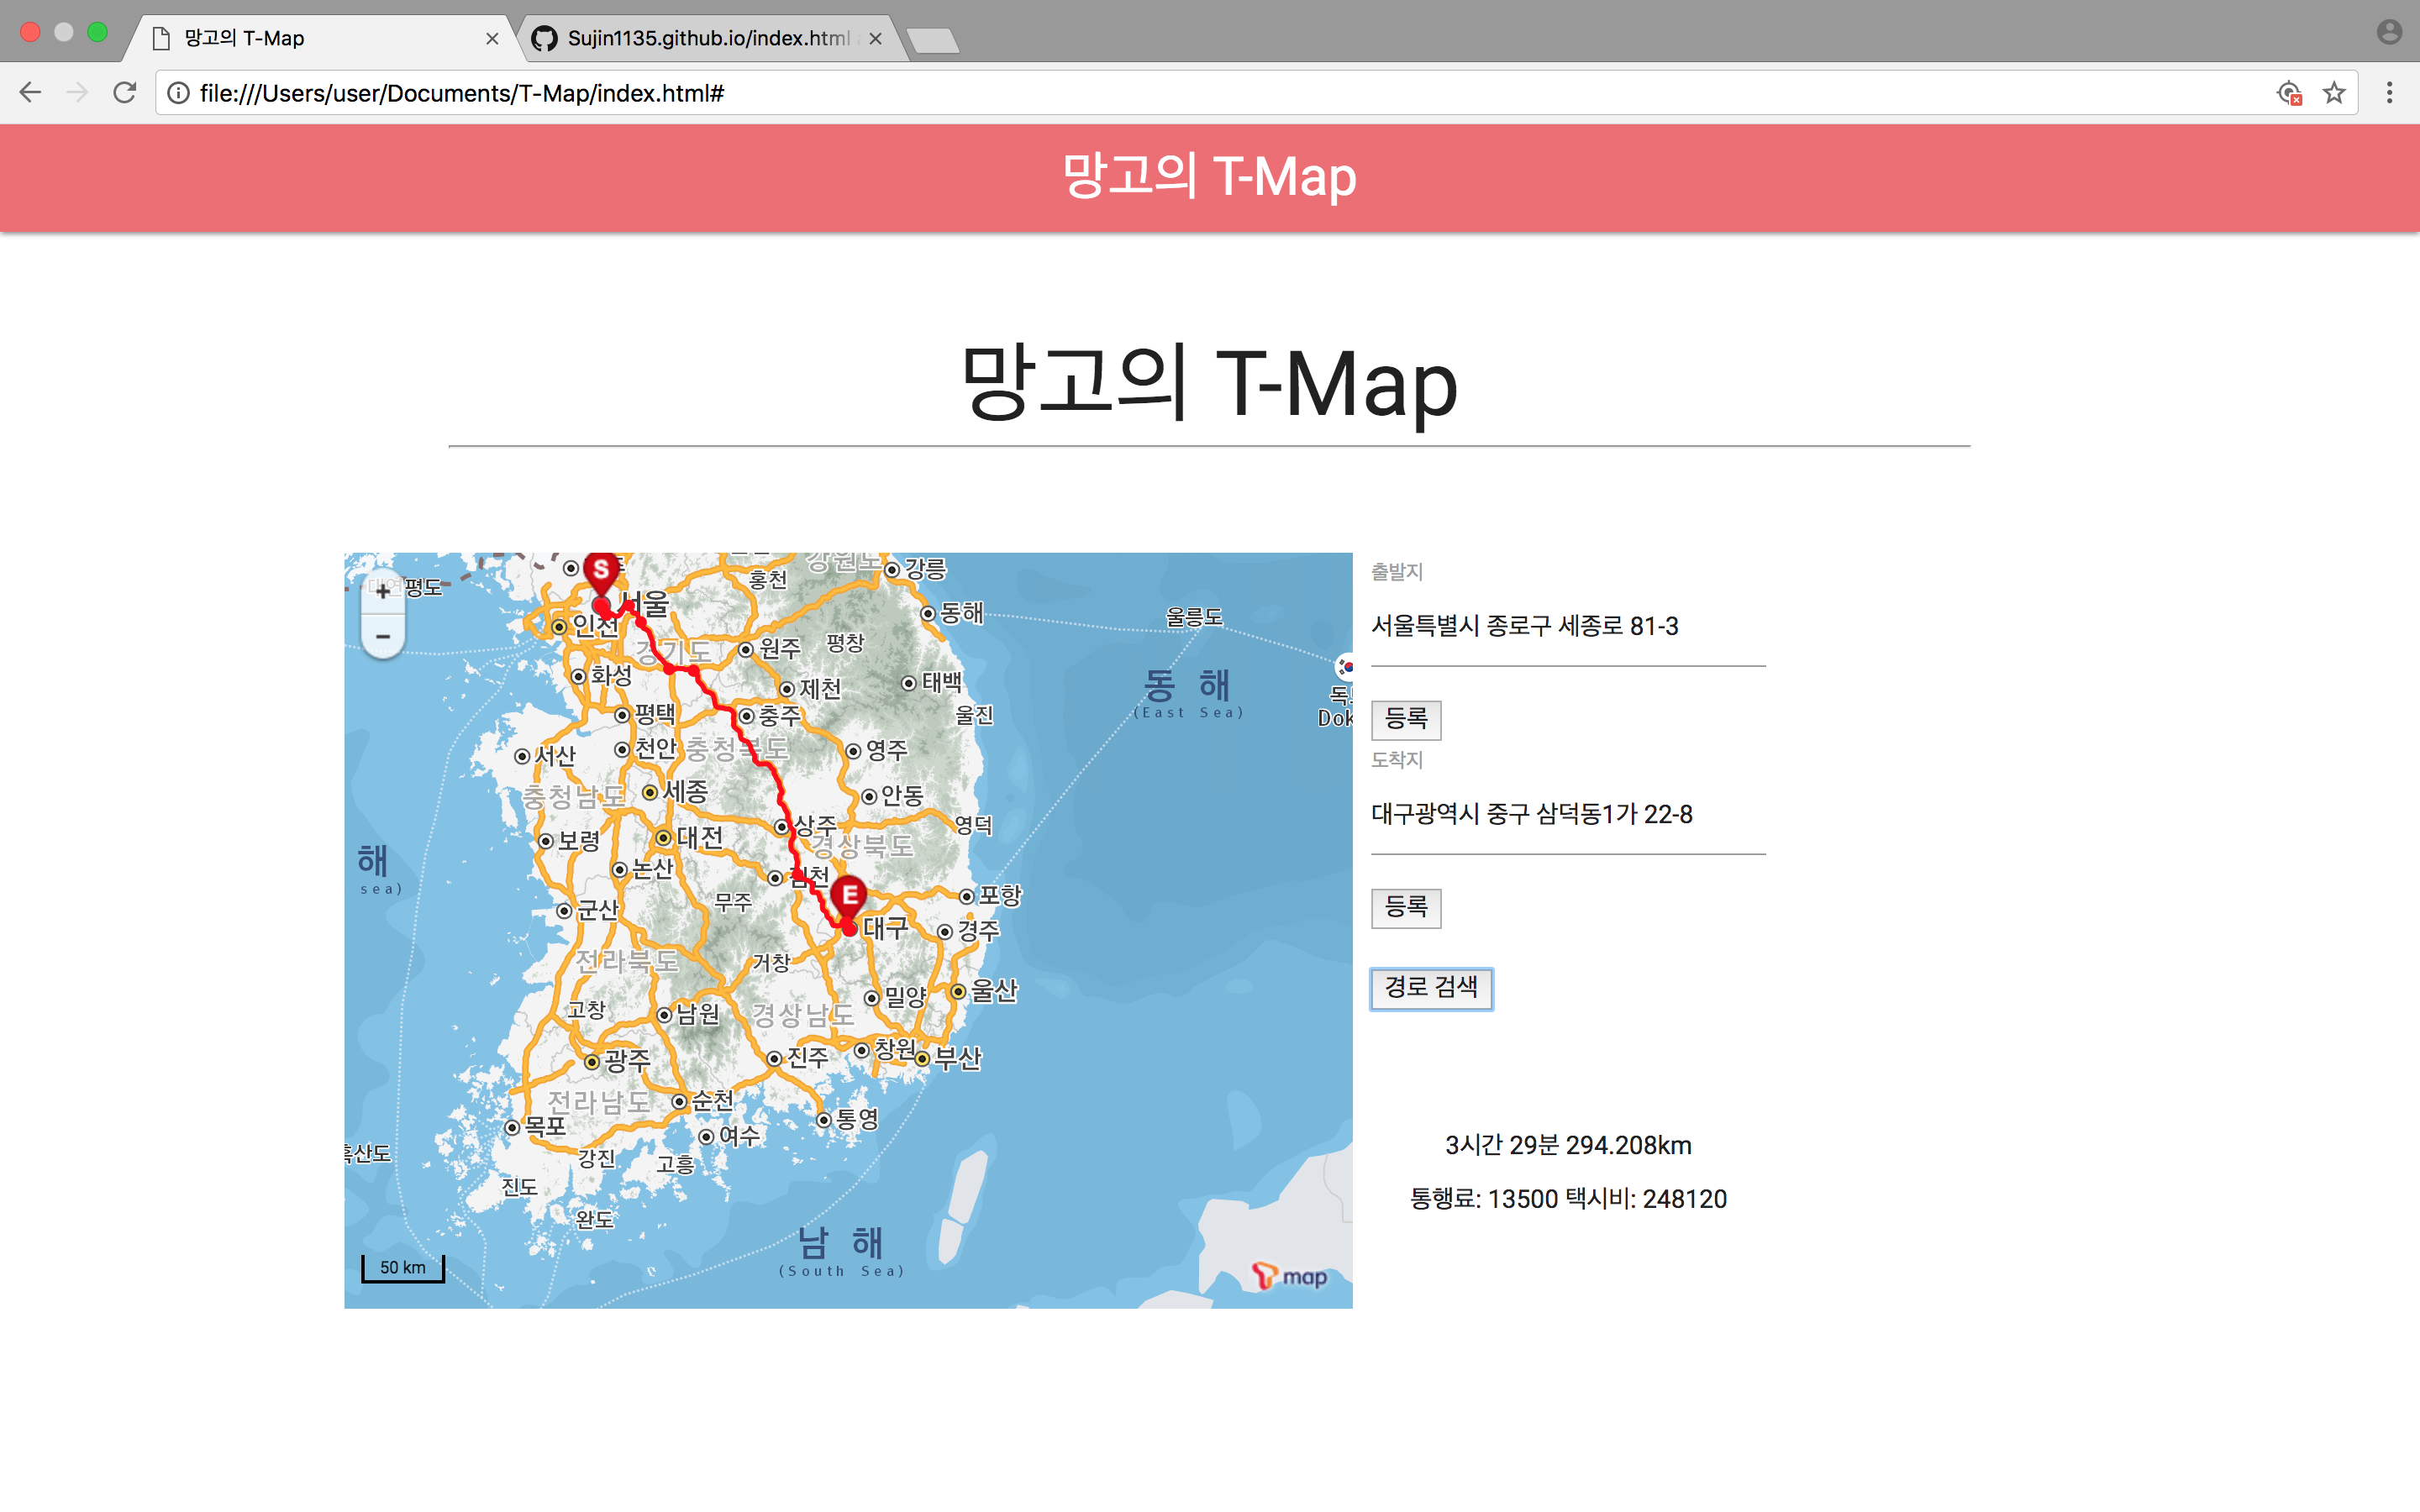 망고의 T-Map
Sujin1135.github.io/index.html
file:///Users/user/Documents/T-Map/index.html#
망고의 T-Map
망고의 T-Map
출발지
서울특별시 종로구 세종로 81-3
등록
도착지
대구광역시 중구 삼덕동1가 22-8
등록
경로 검색
3시간 29분 294.208km
통행료: 13500 택시비: 248120
+
−
평도
S
서울
인천
강원도
홍천
강릉
동해
울릉도
경기도
원주
평창
화성
제천
태백
동 해
(East Sea)
독
Dok
평택
충주
울진
서산
천안
충청북도
영주
충청남도
세종
안동
보령
대전
상주
영덕
경상북도
해
sea)
논산
김천
무주
E
포항
군산
대구
경주
전라북도
거창
밀양
울산
고창
남원
경상남도
광주
진주
창원
부산
전라남도
순천
통영
목포
여수
흑산도
강진
고흥
진도
완도
남 해
(South Sea)
50 km
T map